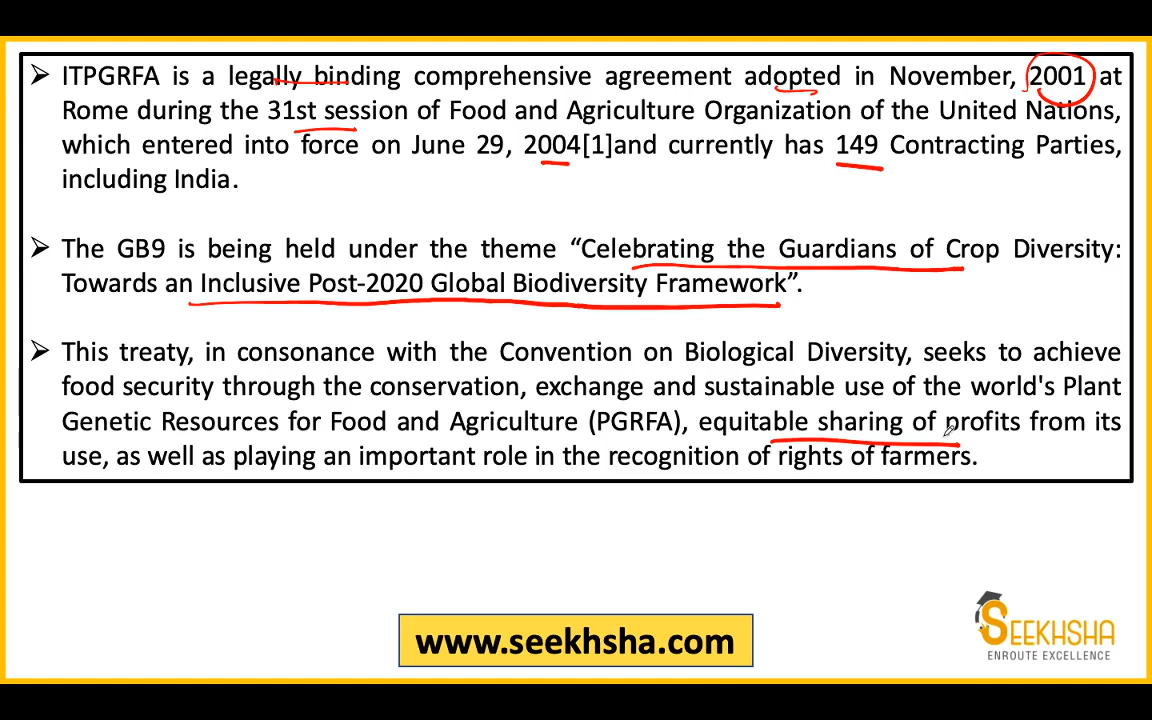 ➢ ITPGRFA is a legally binding comprehensive agreement adopted in November, 2001 at
Rome during the 31st session of Food and Agriculture Organization of the United Nations,
which entered into force on June 29, 2004[1]and currently has 149 Contracting Parties,
including India.
➢ The GB9 is being held under the theme “Celebrating the Guardians of Crop Diversity:
Towards an Inclusive Post-2020 Global Biodiversity Framework”.
➢ This treaty, in consonance with the Convention on Biological Diversity, seeks to achieve
food security through the conservation, exchange and sustainable use of the world's Plant
Genetic Resources for Food and Agriculture (PGRFA), equitable sharing of profits from its
use, as well as playing an important role in the recognition of rights of farmers.
www.seekhsha.com
SEEKHSHA
ENROUTE EXCELLENCE